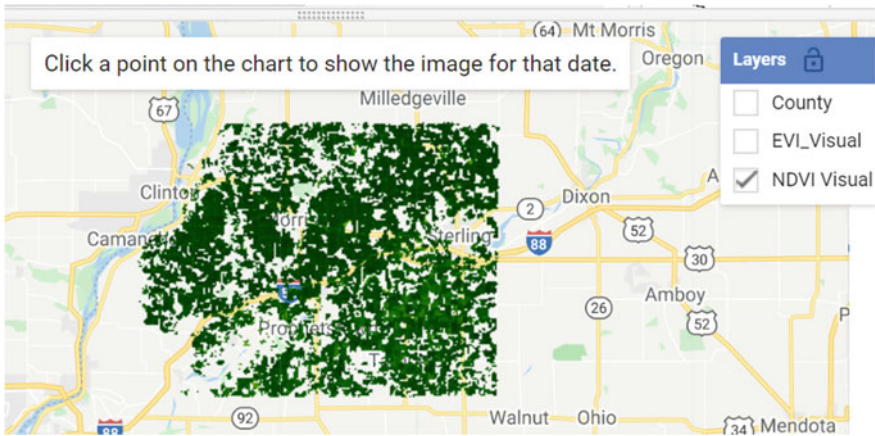 64
Mt Morris
Click a point on the chart to show the image for that date.
Oregon
Layers
Milledgeville
County
67
EVI_Visual
NDVI Visual
A
Clinton
Dixon
2
Sterling
52
88
30
Amboy
26
52
P
T
92
Walnut
Ohio
88
34
Mendota